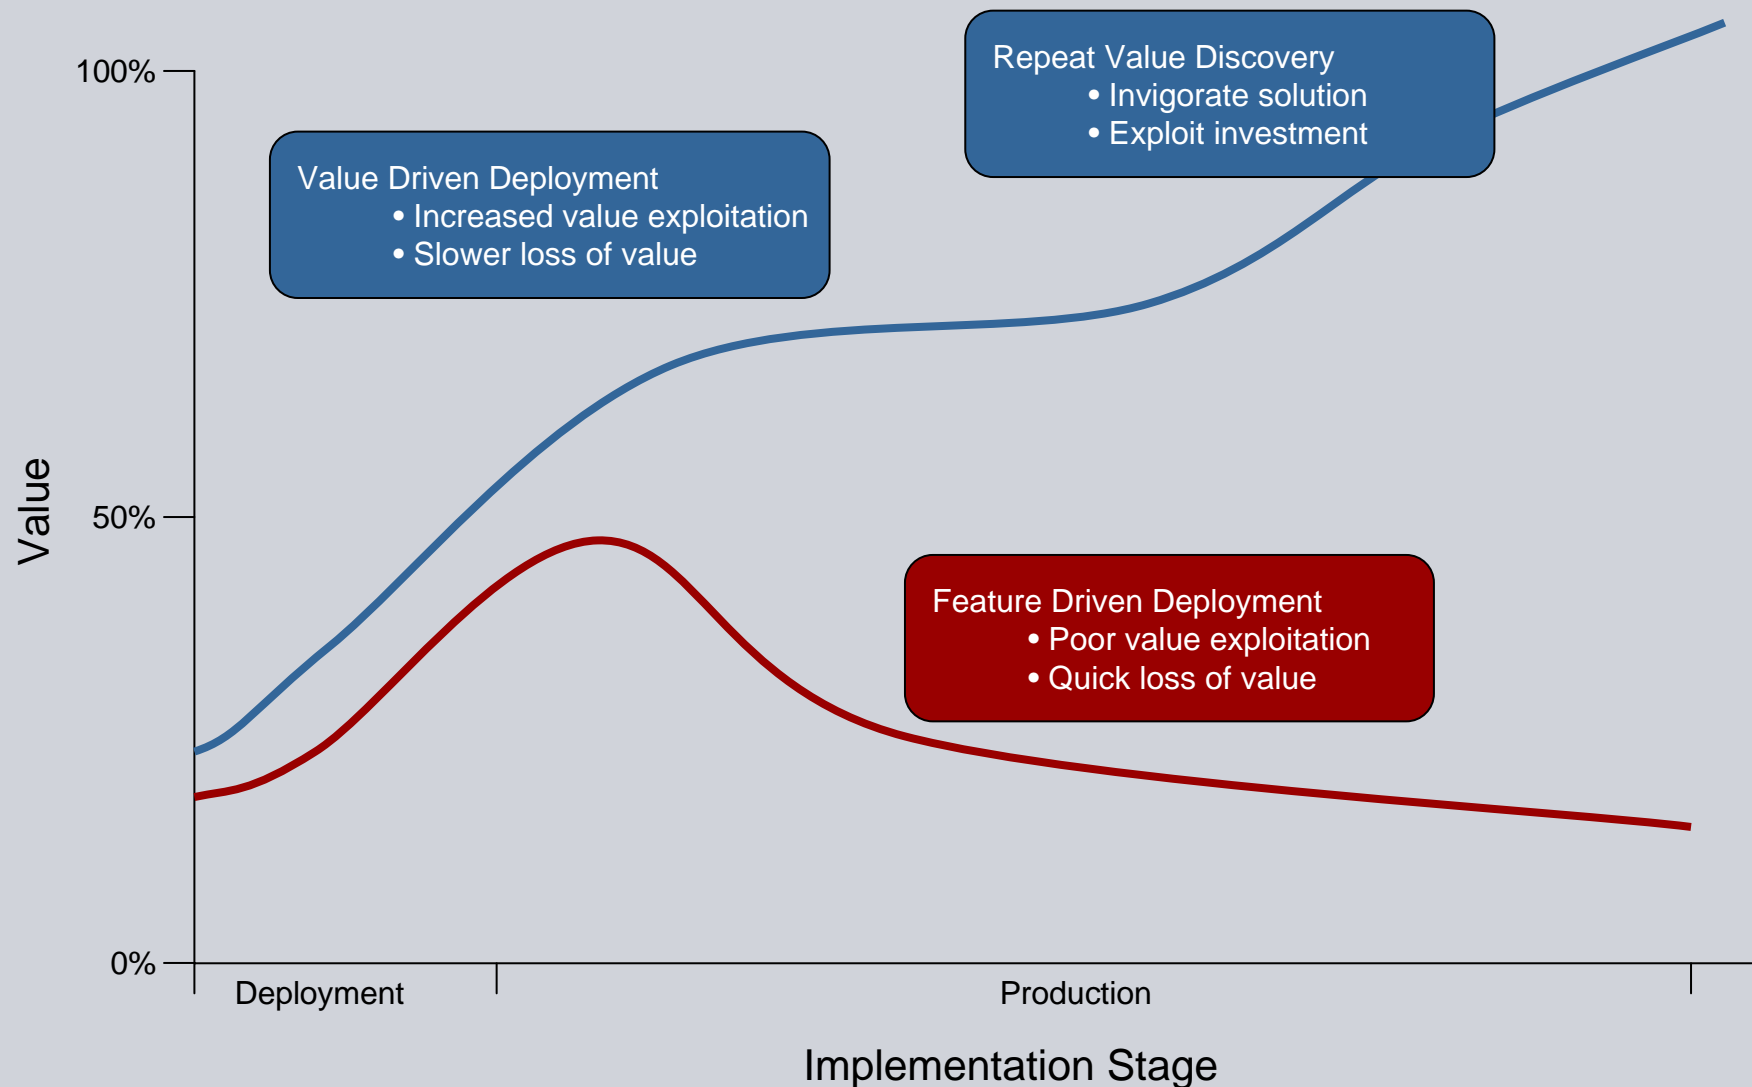 Repeat Value Discovery
• Invigorate solution
• Exploit investment
100%
Value Driven Deployment
• Increased value exploitation
• Slower loss of value
Value
50%
Feature Driven Deployment
• Poor value exploitation
• Quick loss of value
0%
Deployment
Production
Implementation Stage